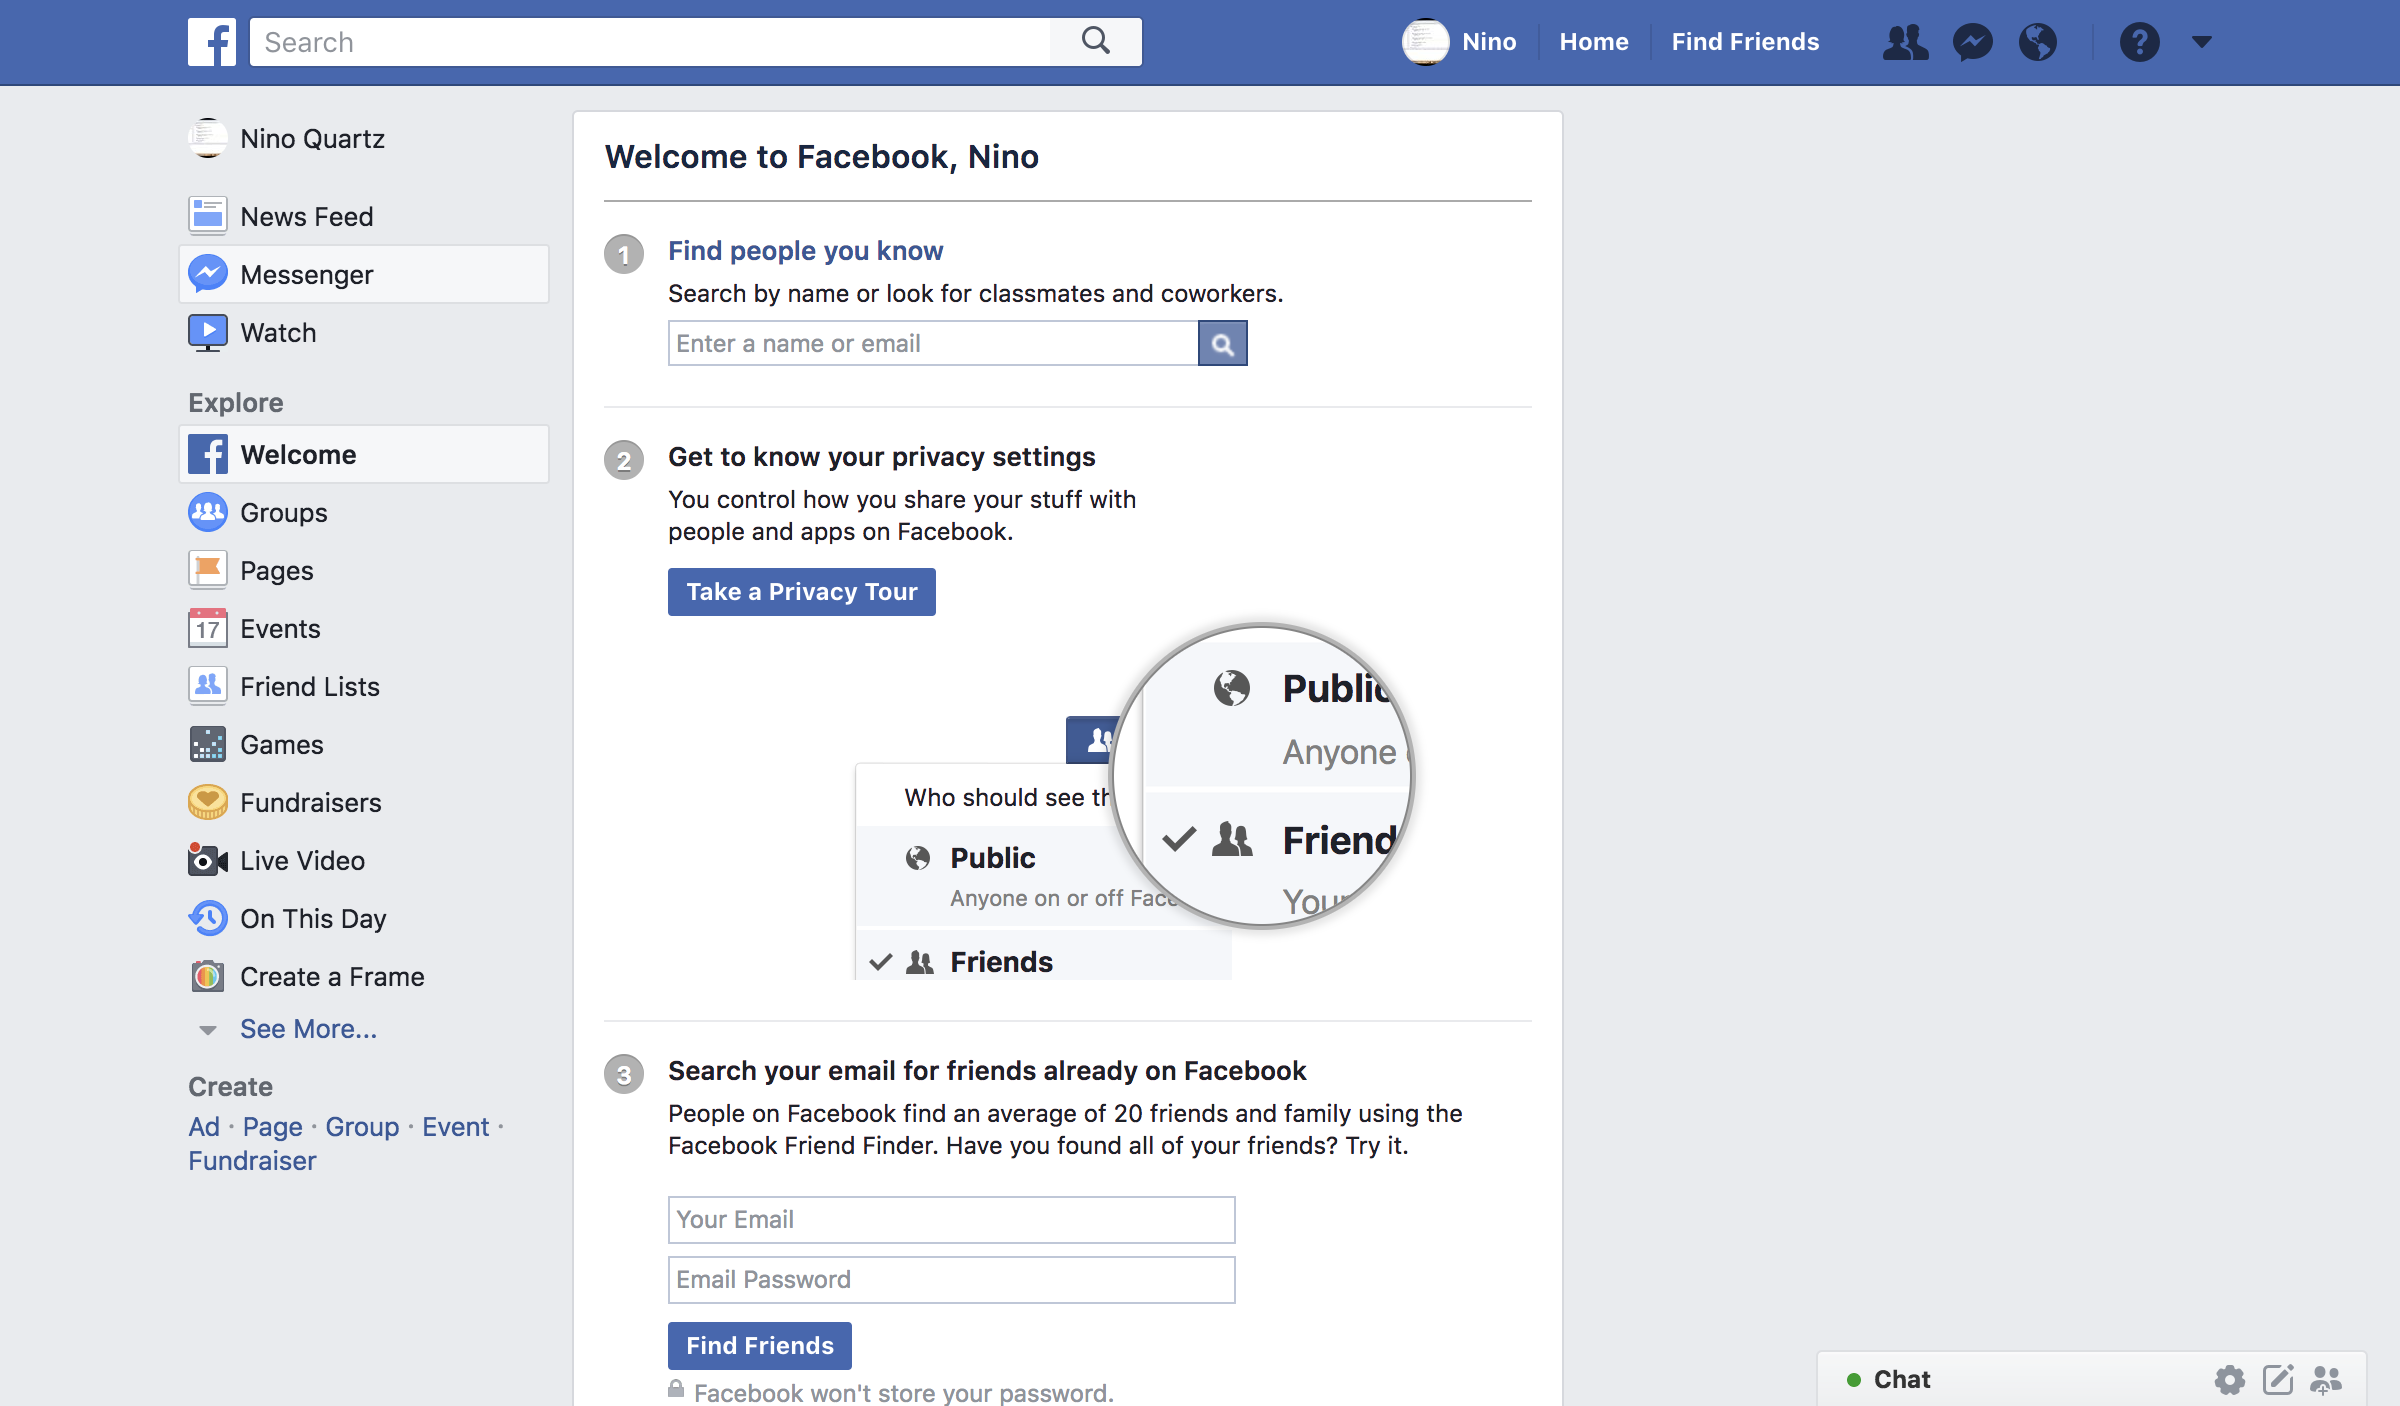 Search
Nino
Home
Find Friends
Nino Quartz
News Feed
Messenger
Watch
Explore
Welcome
Groups
Pages
17
Events
Friend Lists
Games
Fundraisers
Live Video
On This Day
Create a Frame
See More...
Create
Ad · Page · Group · Event ·
Fundraiser
Welcome to Facebook, Nino
1
Find people you know
Search by name or look for classmates and coworkers.
Enter a name or email
2
Get to know your privacy settings
You control how you share your stuff with
people and apps on Facebook.
Take a Privacy Tour
Who should see th
Public
Anyone on or off Face
Friends
Public
Anyone
Friend
Your
3
Search your email for friends already on Facebook
People on Facebook find an average of 20 friends and family using the
Facebook Friend Finder. Have you found all of your friends? Try it.
Your Email
Email Password
Find Friends
Facebook won't store your password.
Chat